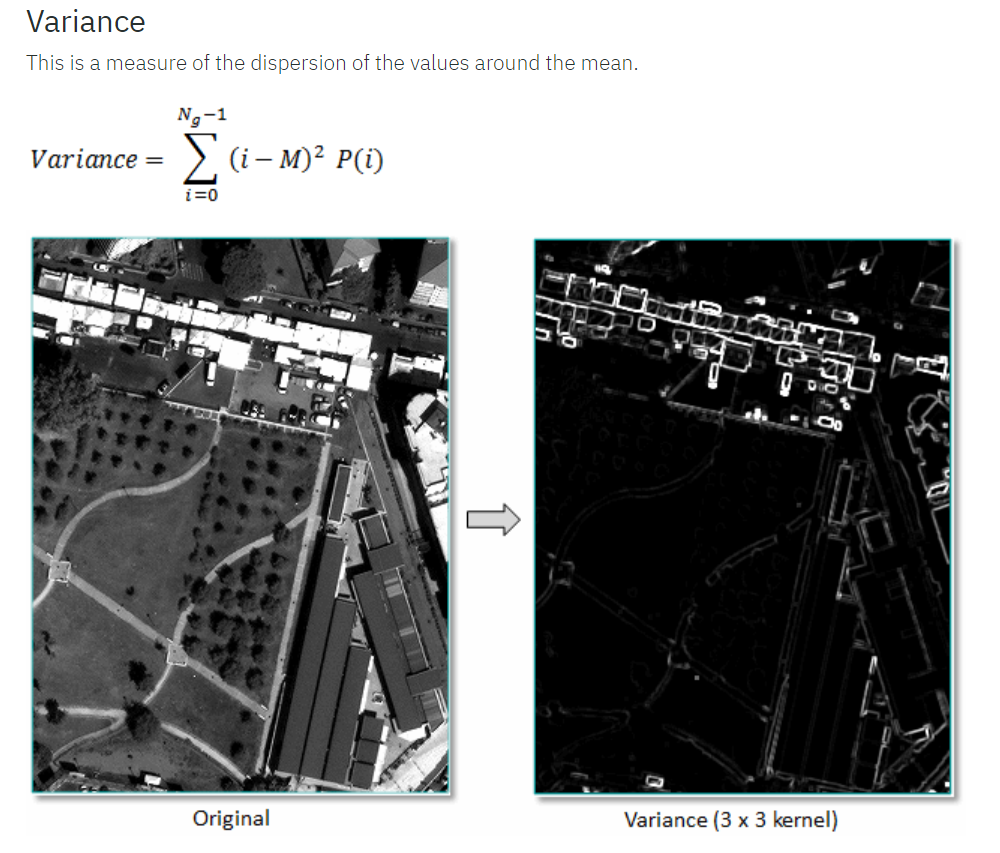 Variance
This is a measure of the dispersion of the values around the mean.
N_g−1
Variance = ∑ (i − M)² P(i)
i=0
Original
Variance (3 x 3 kernel)